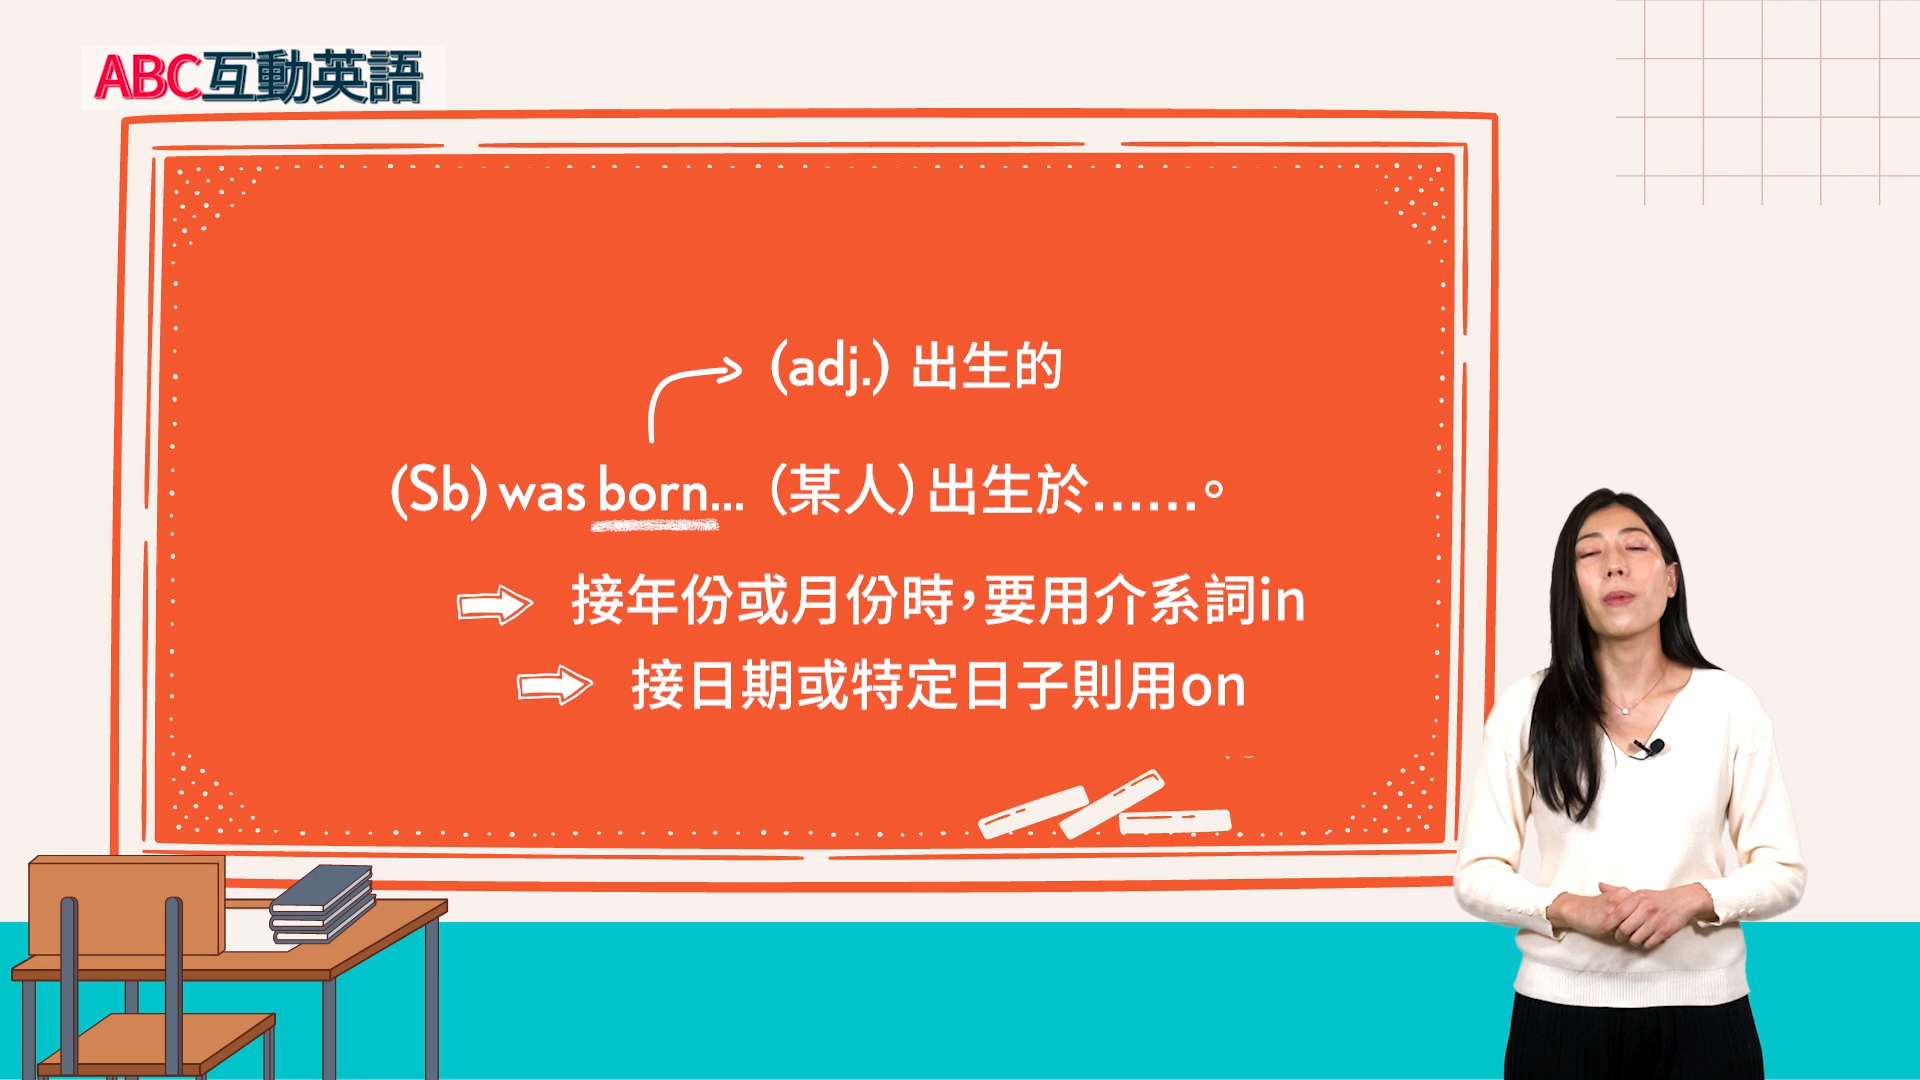 ABC互動英語
(adj.) 出生的
(Sb) was born... (某人) 出生於……。
接年份或月份時，要用介系詞in
接日期或特定日子則用on